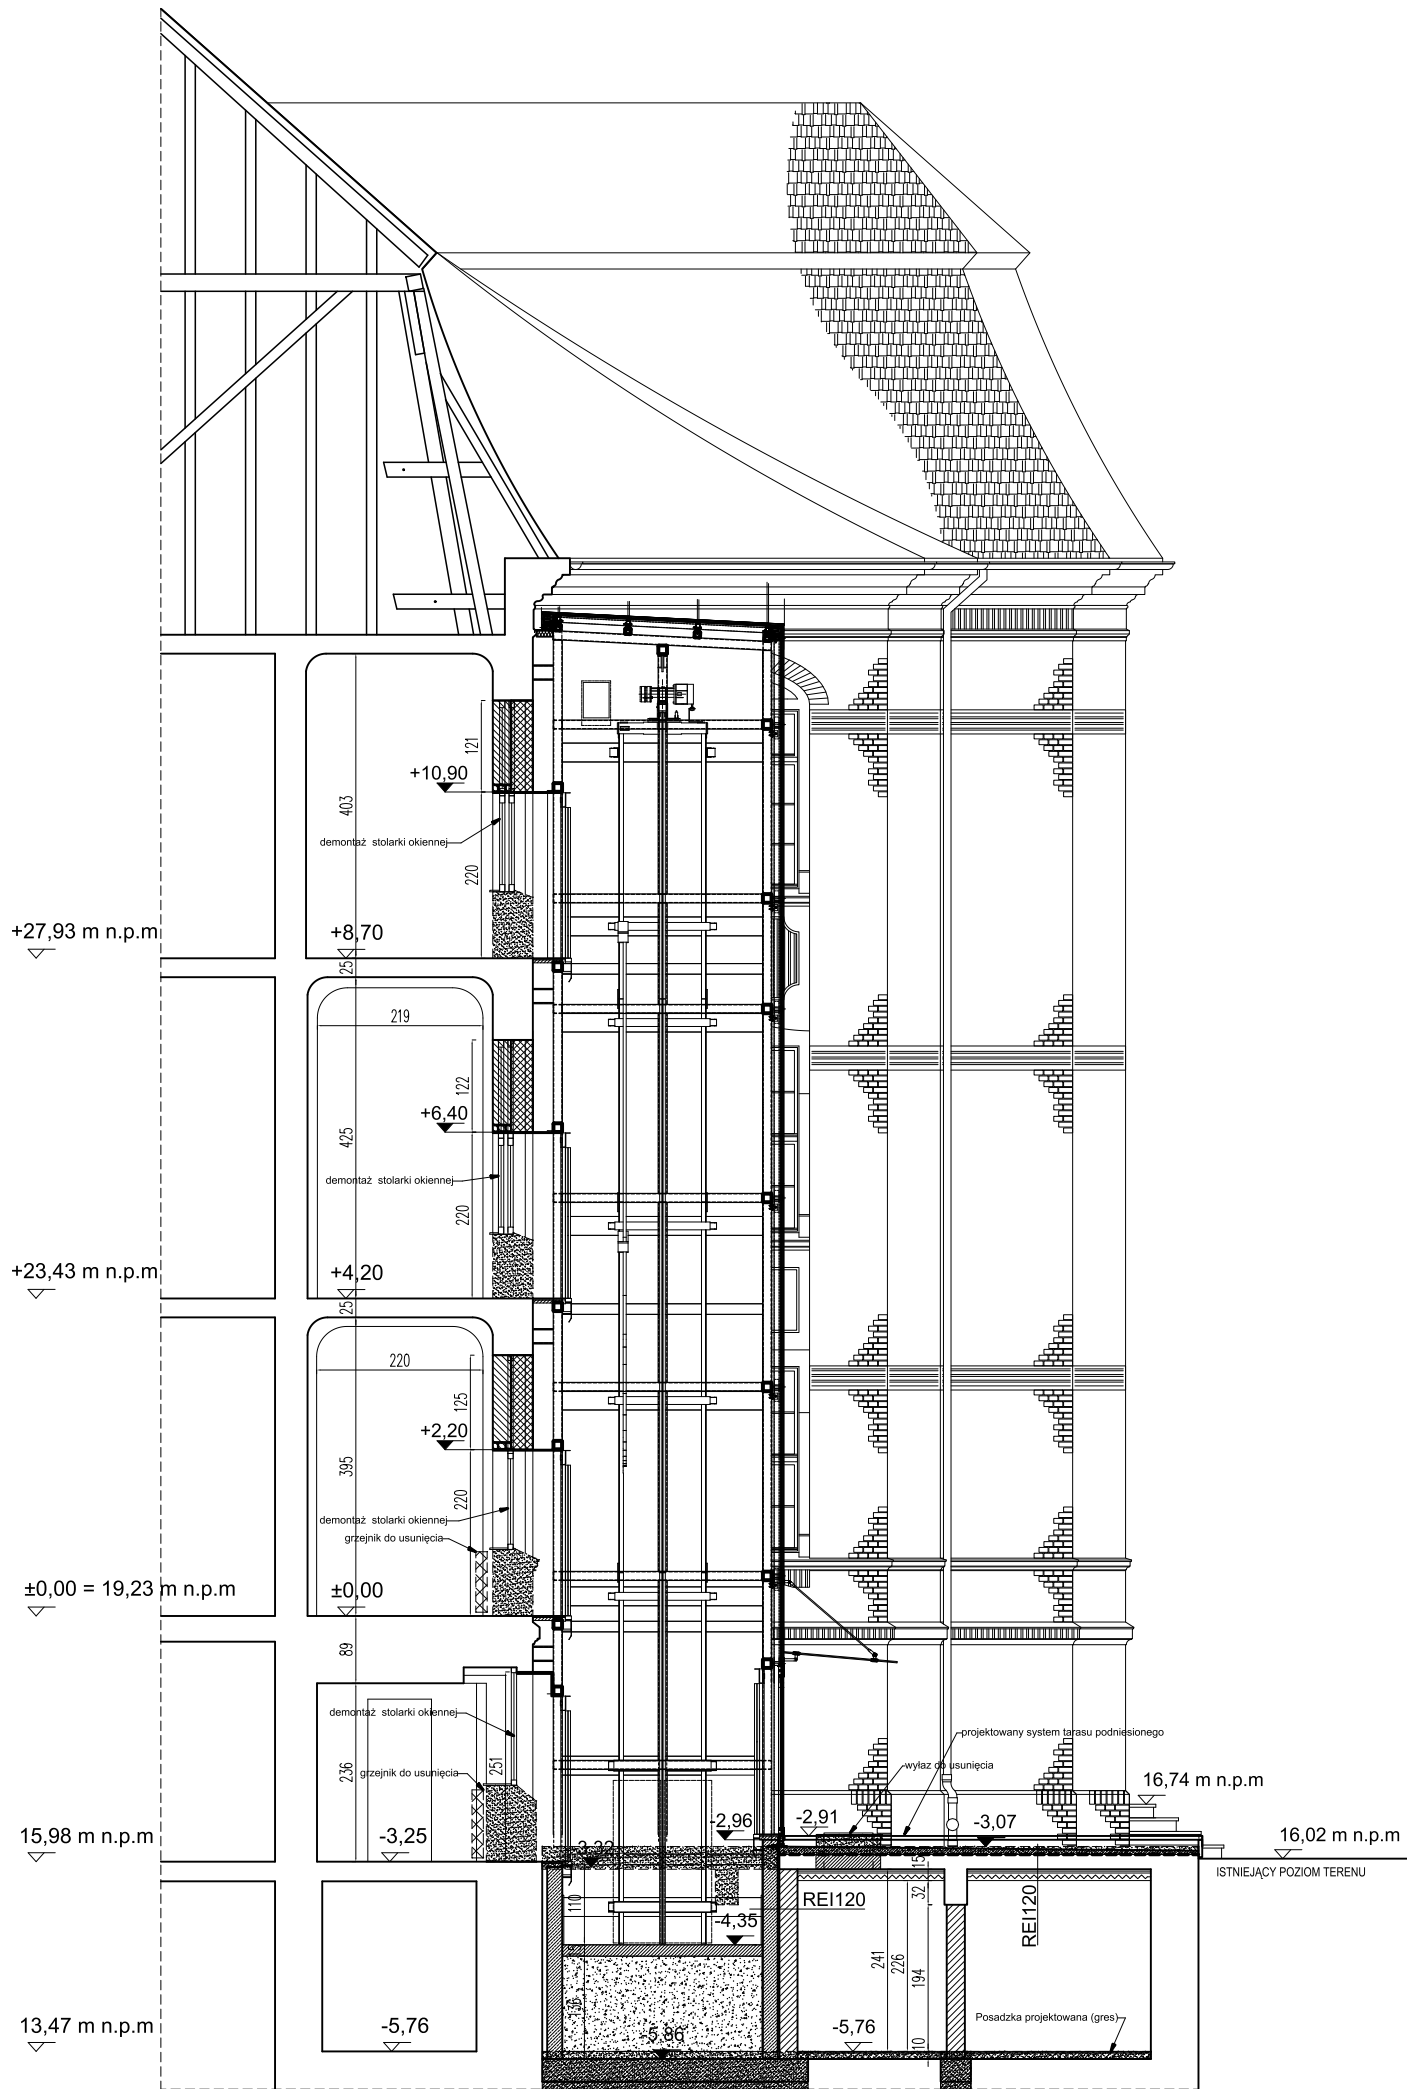 121
+10,90
403
demontaż stolarki okiennej
220
+27,93 m n.p.m
+8,70
25
219
122
+6,40
425
demontaż stolarki okiennej
220
+23,43 m n.p.m
+4,20
25
220
125
+2,20
395
220
demontaż stolarki okiennej
grzejnik do usunięcia
±0,00 = 19,23 m n.p.m
±0,00
89
demontaż stolarki okiennej
projektowany system tarasu podniesionego
236
251
grzejnik do usunięcia
wyłaz do usunięcia
16,74 m n.p.m
15,98 m n.p.m
-3,25
-2,96
-2,91
-3,07
16,02 m n.p.m
-3,22
15
ISTNIEJĄCY POZIOM TERENU
32
110
REI120
REI120
-4,35
15
241
226
194
136
13,47 m n.p.m
-5,76
-5,86
-5,76
10
Posadzka projektowana (gres)